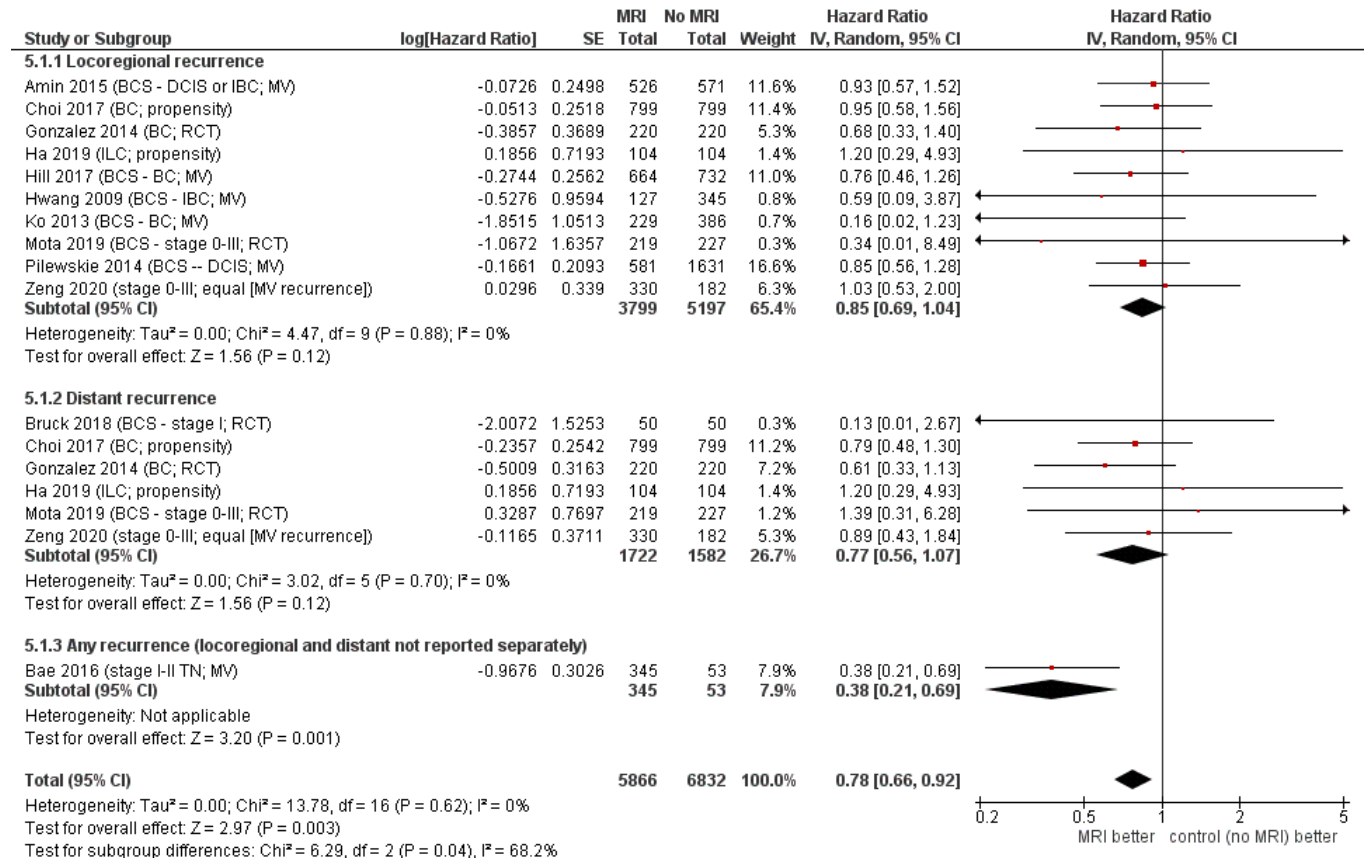 MRI No MRI Hazard Ratio Hazard Ratio
Study or Subgroup log[Hazard Ratio] SE Total Total Weight IV, Random, 95% CI IV, Random, 95% CI
5.1.1 Locoregional recurrence
Amin 2015 (BCS - DCIS or IBC; MV) -0.0726 0.2498 526 571 11.6% 0.93 [0.57, 1.52]
Choi 2017 (BC; propensity) -0.0513 0.2518 799 799 11.4% 0.95 [0.58, 1.56]
Gonzalez 2014 (BC; RCT) -0.3857 0.3689 220 220 5.3% 0.68 [0.33, 1.40]
Ha 2019 (ILC; propensity) 0.1856 0.7193 104 104 1.4% 1.20 [0.29, 4.93]
Hill 2017 (BCS - BC; MV) -0.2744 0.2562 664 732 11.0% 0.76 [0.46, 1.26]
Hwang 2009 (BCS - IBC; MV) -0.5276 0.9594 127 345 0.8% 0.59 [0.09, 3.87]
Ko 2013 (BCS - BC; MV) -1.8515 1.0513 229 386 0.7% 0.16 [0.02, 1.23]
Mota 2019 (BCS - stage 0-III; RCT) -1.0672 1.6357 219 227 0.3% 0.34 [0.01, 8.49]
Pilewskie 2014 (BCS -- DCIS; MV) -0.1661 0.2093 581 1631 16.6% 0.85 [0.56, 1.28]
Zeng 2020 (stage 0-III; equal [MV recurrence]) 0.0296 0.339 330 182 6.3% 1.03 [0.53, 2.00]
Subtotal (95% CI) 3799 5197 65.4% 0.85 [0.69, 1.04]
Heterogeneity: Tau² = 0.00; Chi² = 4.47, df = 9 (P = 0.88); I² = 0%
Test for overall effect: Z = 1.56 (P = 0.12)
5.1.2 Distant recurrence
Bruck 2018 (BCS - stage I; RCT) -2.0072 1.5253 50 50 0.3% 0.13 [0.01, 2.67]
Choi 2017 (BC; propensity) -0.2357 0.2542 799 799 11.2% 0.79 [0.48, 1.30]
Gonzalez 2014 (BC; RCT) -0.5009 0.3163 220 220 7.2% 0.61 [0.33, 1.13]
Ha 2019 (ILC; propensity) 0.1856 0.7193 104 104 1.4% 1.20 [0.29, 4.93]
Mota 2019 (BCS - stage 0-III; RCT) 0.3287 0.7697 219 227 1.2% 1.39 [0.31, 6.28]
Zeng 2020 (stage 0-III; equal [MV recurrence]) -0.1165 0.3711 330 182 5.3% 0.89 [0.43, 1.84]
Subtotal (95% CI) 1722 1582 26.7% 0.77 [0.56, 1.07]
Heterogeneity: Tau² = 0.00; Chi² = 3.02, df = 5 (P = 0.70); I² = 0%
Test for overall effect: Z = 1.56 (P = 0.12)
5.1.3 Any recurrence (locoregional and distant not reported separately)
Bae 2016 (stage I-II TN; MV) -0.9676 0.3026 345 53 7.9% 0.38 [0.21, 0.69]
Subtotal (95% CI) 345 53 7.9% 0.38 [0.21, 0.69]
Heterogeneity: Not applicable
Test for overall effect: Z = 3.20 (P = 0.001)
Total (95% CI) 5866 6832 100.0% 0.78 [0.66, 0.92]
Heterogeneity: Tau² = 0.00; Chi² = 13.78, df = 16 (P = 0.62); I² = 0%
Test for overall effect: Z = 2.97 (P = 0.003)
Test for subgroup differences: Chi² = 6.29, df = 2 (P = 0.04), I² = 68.2%
0.2 0.5 1 2 5
MRI better control (no MRI) better